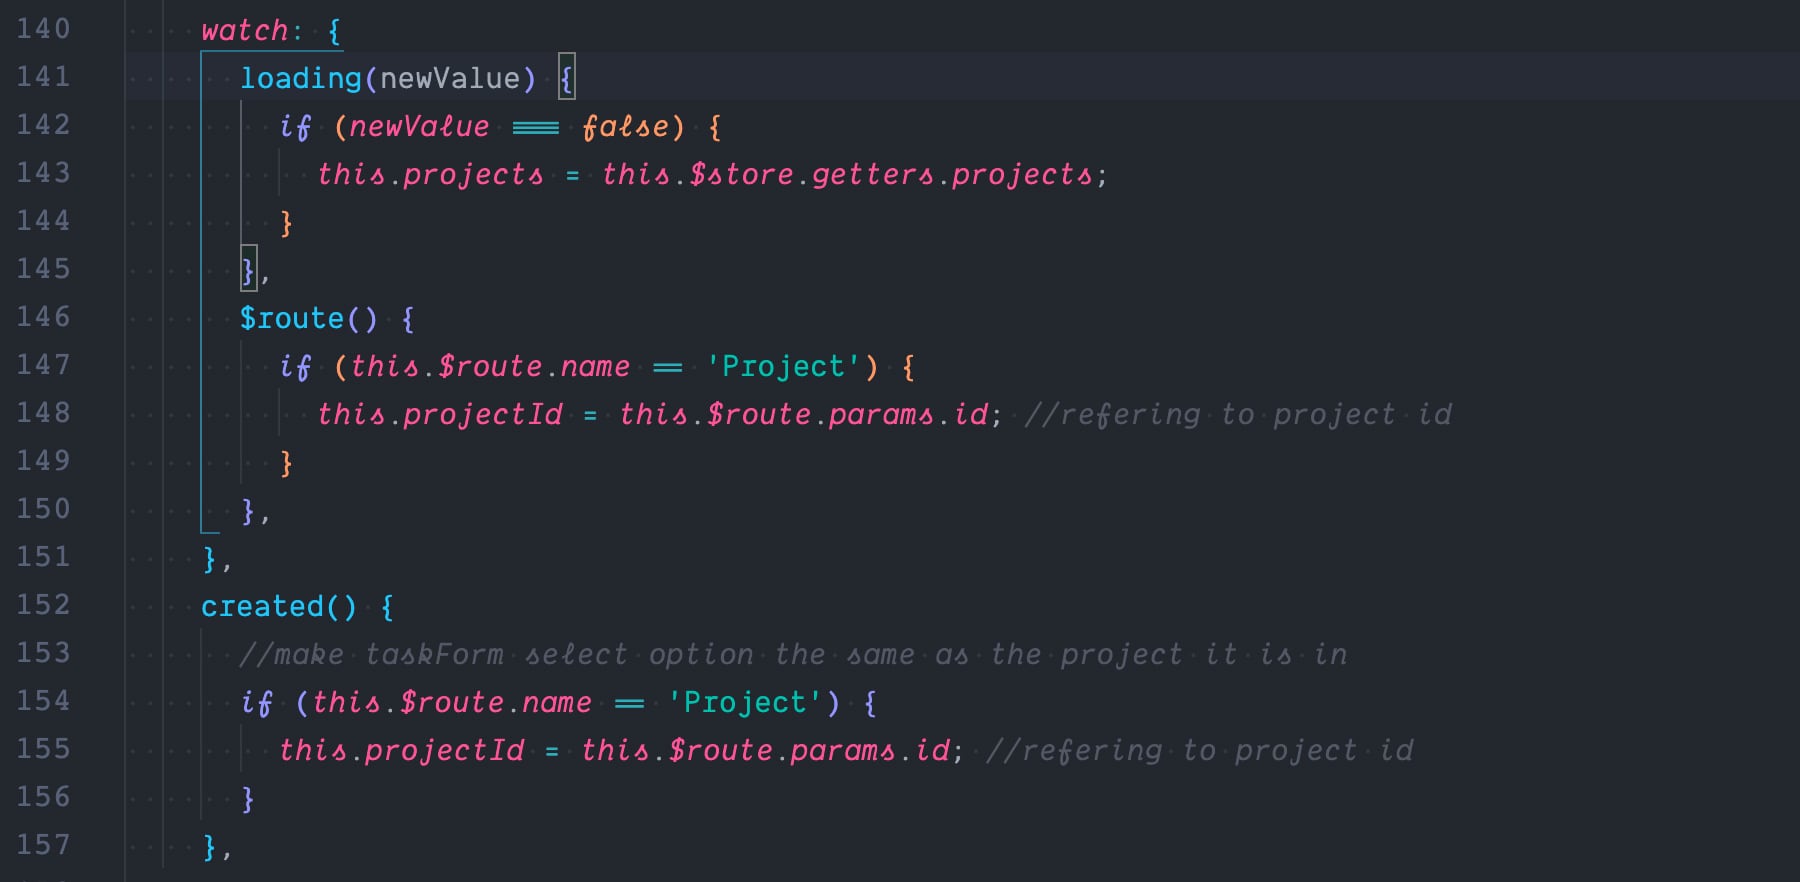 140 watch: {
141 loading(newValue) {
142 if (newValue === false) {
143 this.projects = this.$store.getters.projects;
144 }
145 },
146 $route() {
147 if (this.$route.name == 'Project') {
148 this.projectId = this.$route.params.id; //refering to project id
149 }
150 },
151 },
152 created() {
153 //make taskForm select option the same as the project it is in
154 if (this.$route.name == 'Project') {
155 this.projectId = this.$route.params.id; //refering to project id
156 }
157 },